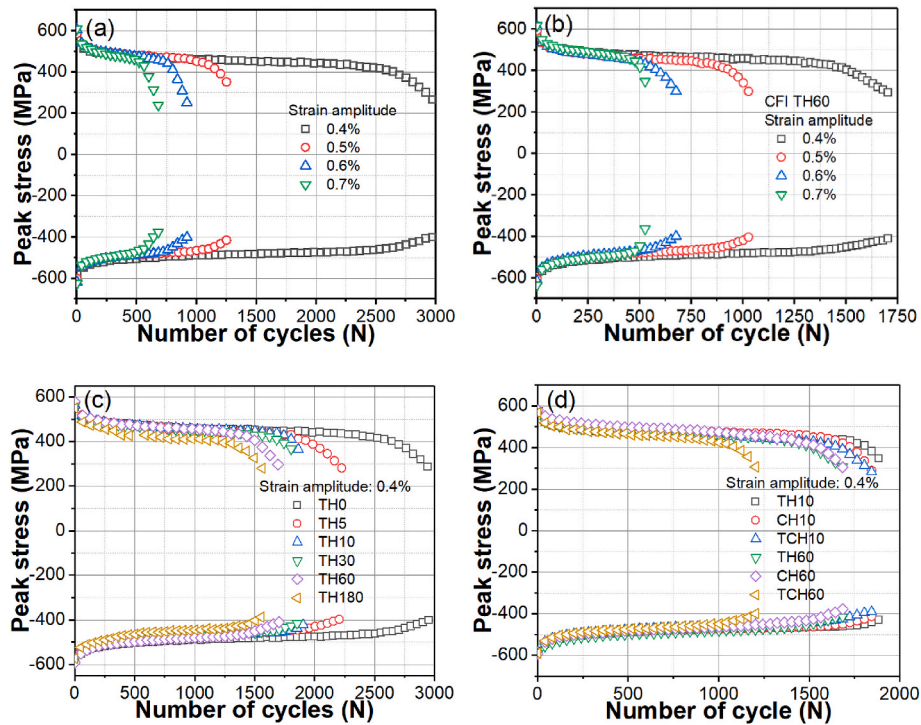 (a)
600
400
200
0
-200
-400
-600
Peak stress (MPa)
Strain amplitude
0.4%
0.5%
0.6%
0.7%
0 500 1000 1500 2000 2500 3000
Number of cycles (N)
(b)
600
400
200
0
-200
-400
-600
Peak stress (MPa)
CFI TH60
Strain amplitude
0.4%
0.5%
0.6%
0.7%
0 250 500 750 1000 1250 1500 1750
Number of cycle (N)
(c)
600
400
200
0
-200
-400
-600
Peak stress (MPa)
Strain amplitude: 0.4%
TH0
TH5
TH10
TH30
TH60
TH180
0 500 1000 1500 2000 2500 3000
Number of cycles (N)
(d)
600
400
200
0
-200
-400
-600
Peak stress (MPa)
Strain amplitude: 0.4%
TH10
CH10
TCH10
TH60
CH60
TCH60
0 500 1000 1500 2000
Number of cycle (N)